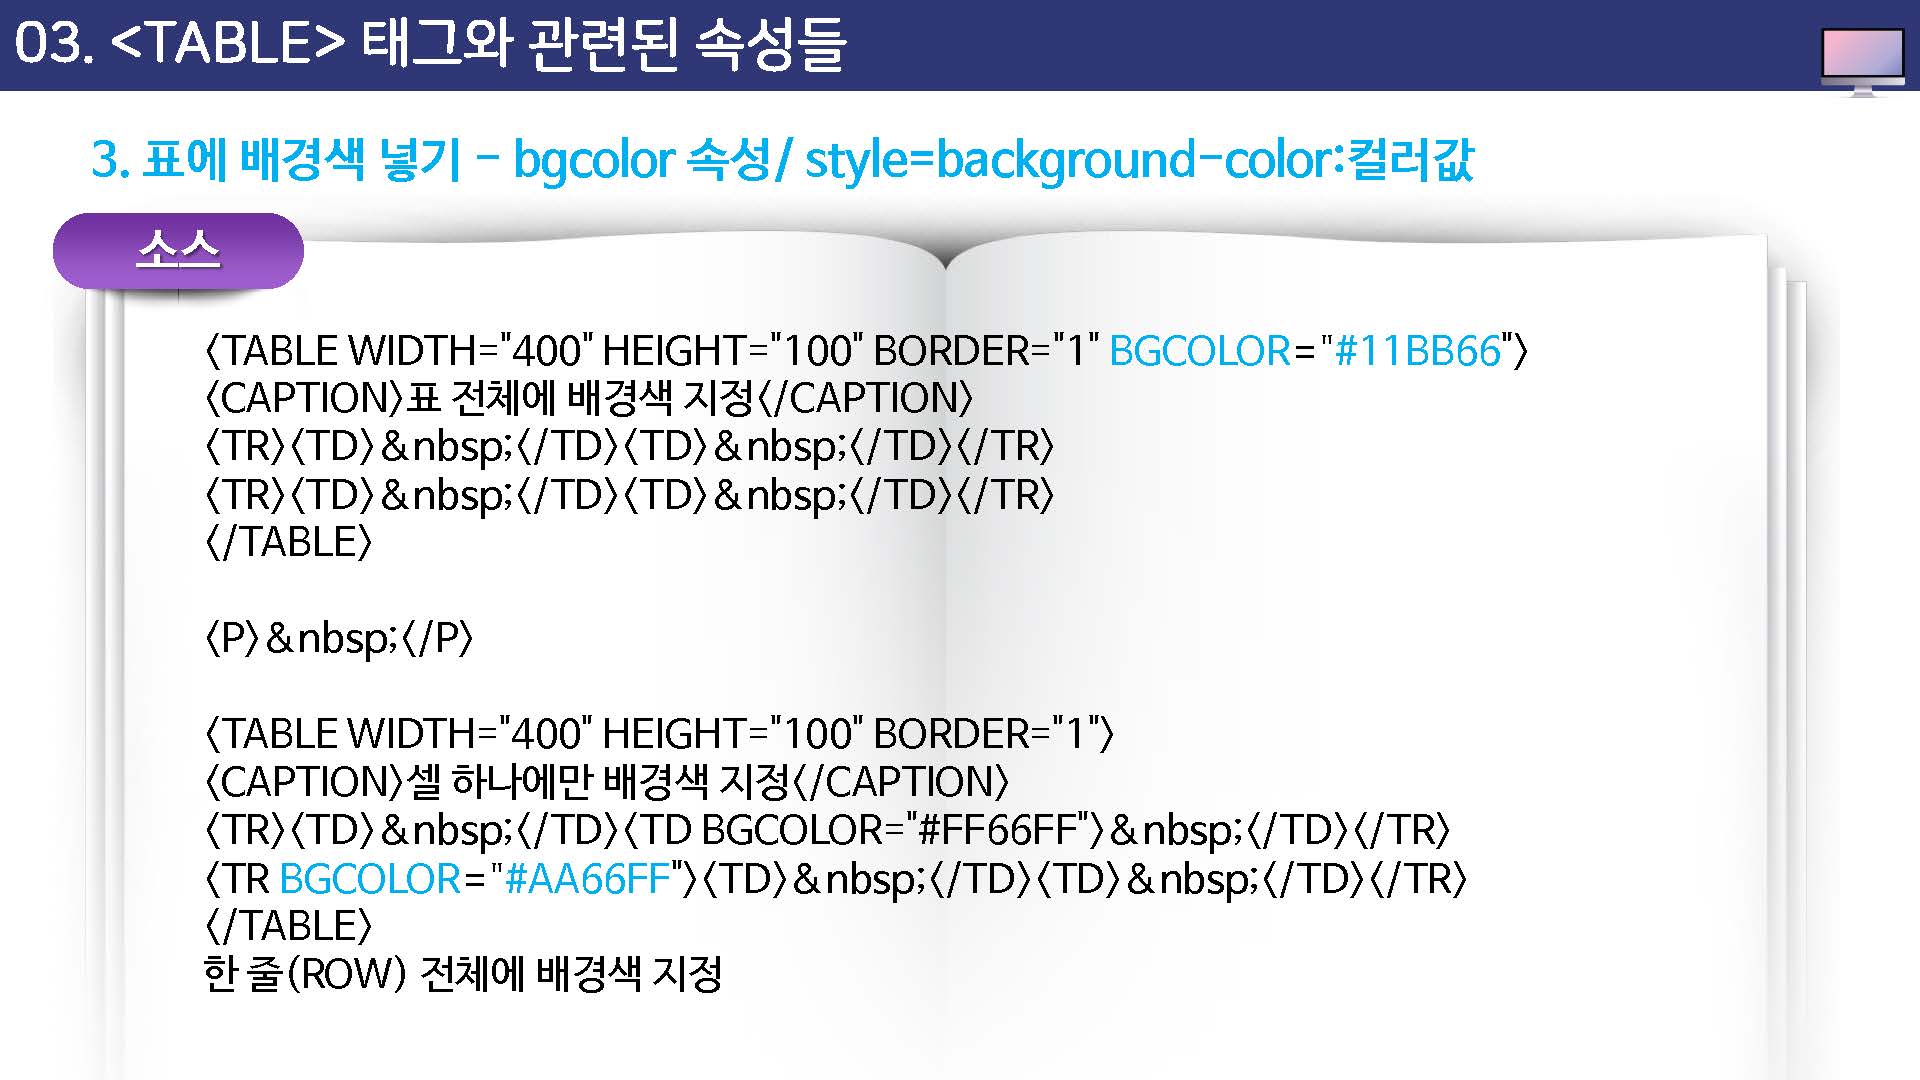 03. <TABLE> 태그와 관련된 속성들
3. 표에 배경색 넣기 - bgcolor 속성/ style=background-color:컬러값
소스
<TABLE WIDTH="400" HEIGHT="100" BORDER="1" BGCOLOR="#11BB66">
<CAPTION>표 전체에 배경색 지정</CAPTION>
<TR><TD>&nbsp;</TD><TD>&nbsp;</TD></TR>
<TR><TD>&nbsp;</TD><TD>&nbsp;</TD></TR>
</TABLE>
<P>&nbsp;</P>
<TABLE WIDTH="400" HEIGHT="100" BORDER="1">
<CAPTION>셀 하나에만 배경색 지정</CAPTION>
<TR><TD>&nbsp;</TD><TD BGCOLOR="#FF66FF">&nbsp;</TD></TR>
<TR BGCOLOR="#AA66FF"><TD>&nbsp;</TD><TD>&nbsp;</TD></TR>
</TABLE>
한 줄(ROW) 전체에 배경색 지정